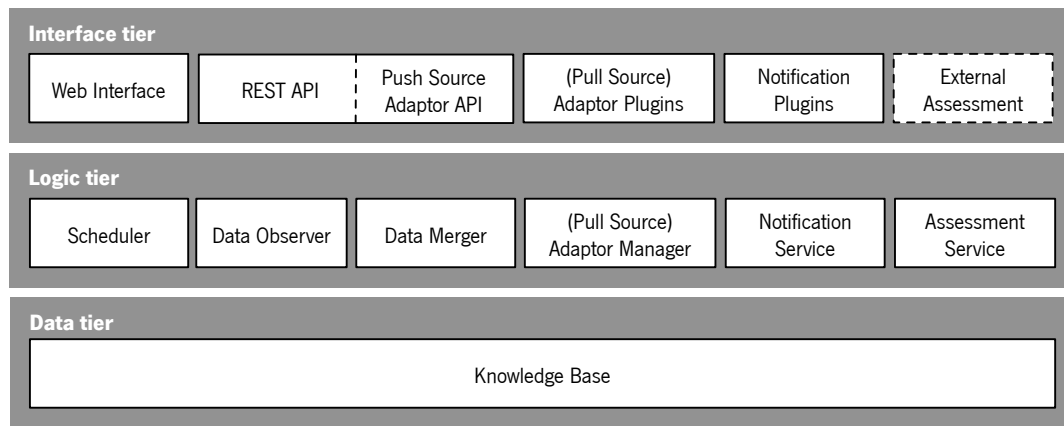 Interface tier
Web Interface
REST API
Push Source
Adaptor API
(Pull Source)
Adaptor Plugins
Notification
Plugins
External
Assessment
Logic tier
Scheduler
Data Observer
Data Merger
(Pull Source)
Adaptor Manager
Notification
Service
Assessment
Service
Data tier
Knowledge Base